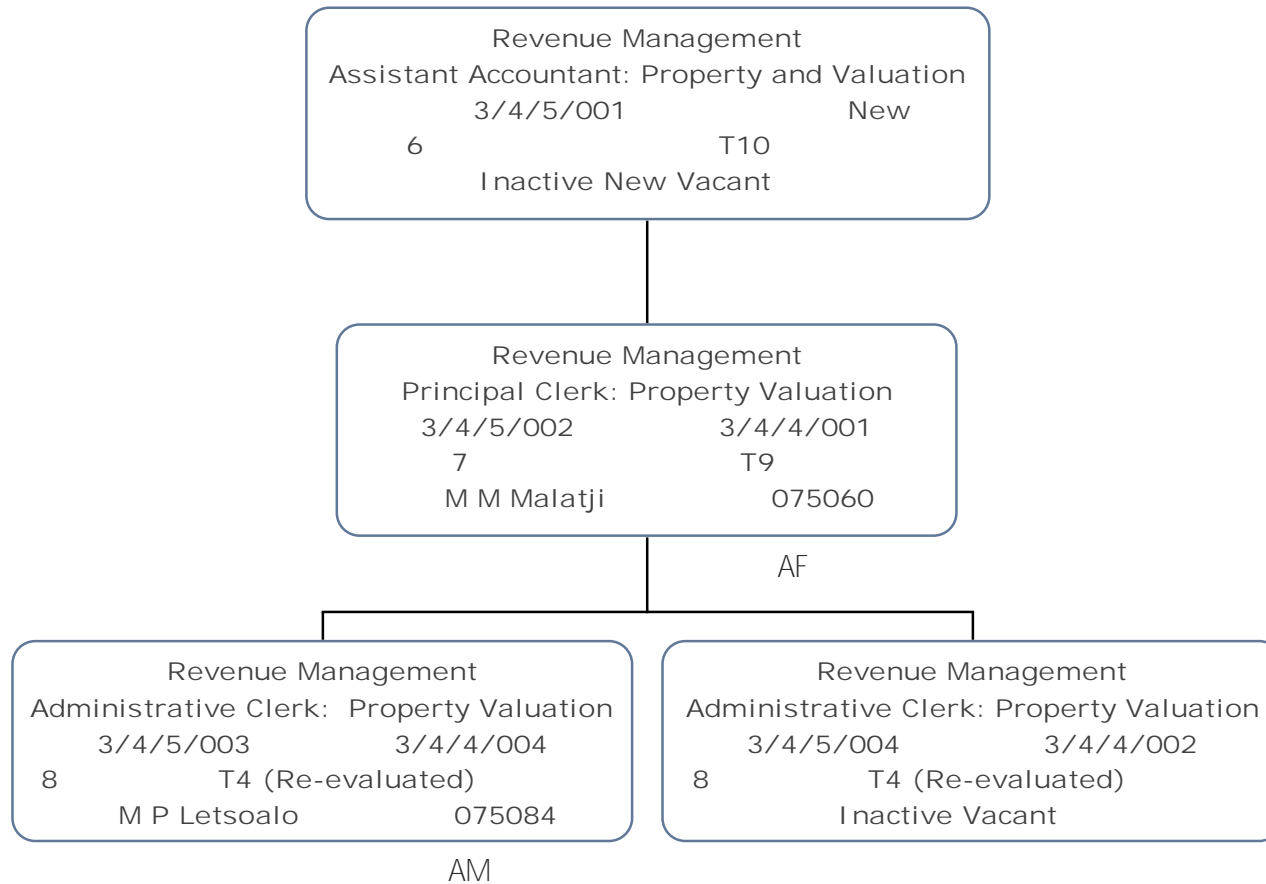 Revenue Management
Assistant Accountant: Property and Valuation
3/4/5/001 New
6 T10
Inactive New Vacant
Revenue Management
Principal Clerk: Property Valuation
3/4/5/002 3/4/4/001
7 T9
M M Malatji 075060
AF
Revenue Management
Administrative Clerk: Property Valuation
3/4/5/003 3/4/4/004
8 T4 (Re-evaluated)
M P Letsoalo 075084
AM
Revenue Management
Administrative Clerk: Property Valuation
3/4/5/004 3/4/4/002
8 T4 (Re-evaluated)
Inactive Vacant